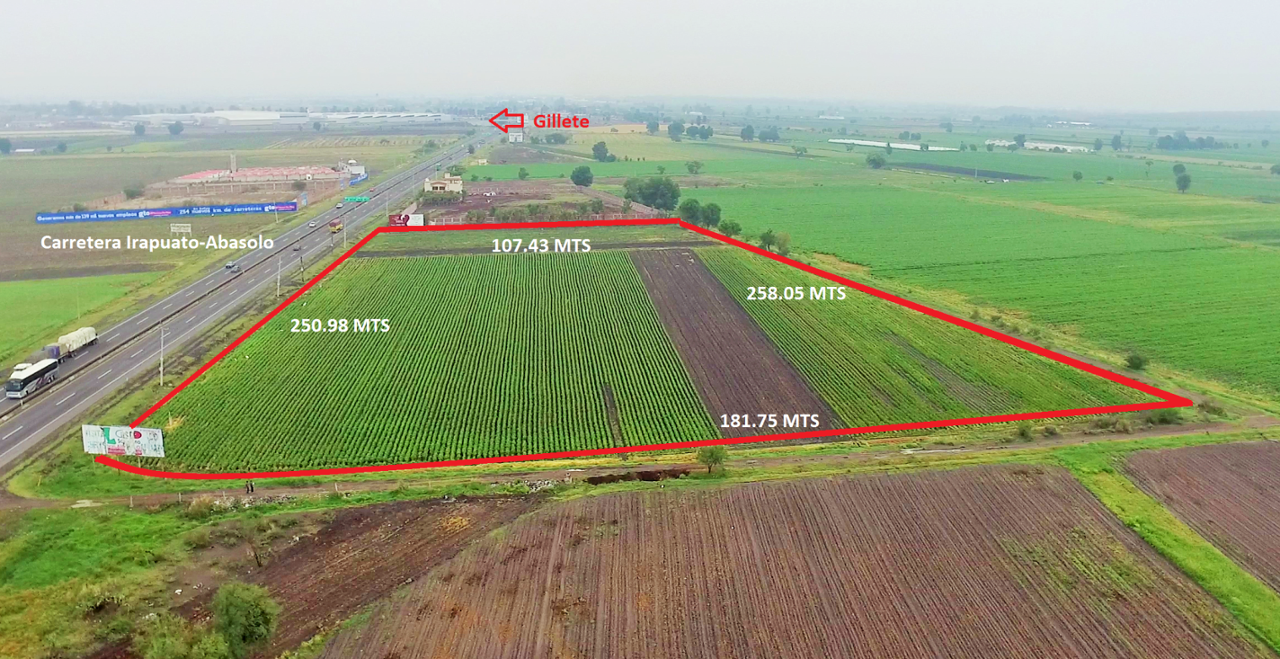 Gillete
Carretera Irapuato-Abasolo
107.43 MTS
258.05 MTS
250.98 MTS
181.75 MTS